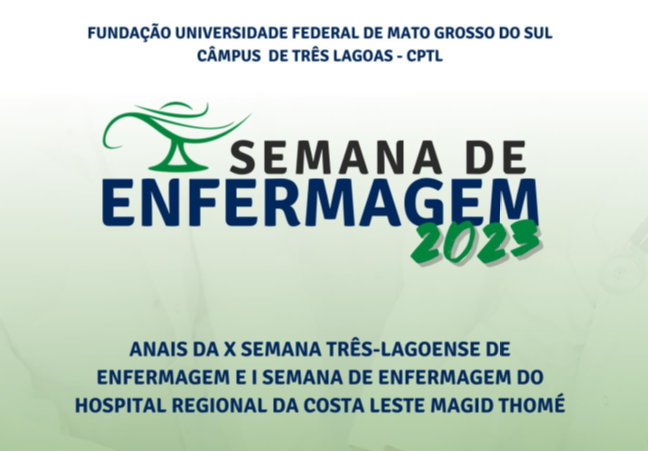 FUNDAÇÃO UNIVERSIDADE FEDERAL DE MATO GROSSO DO SUL
CÂMPUS DE TRÊS LAGOAS - CPTL
SEMANA DE
ENFERMAGEM
2023
ANAIS DA X SEMANA TRÊS-LAGOENSE DE
ENFERMAGEM E I SEMANA DE ENFERMAGEM DO
HOSPITAL REGIONAL DA COSTA LESTE MAGID THOMÉ